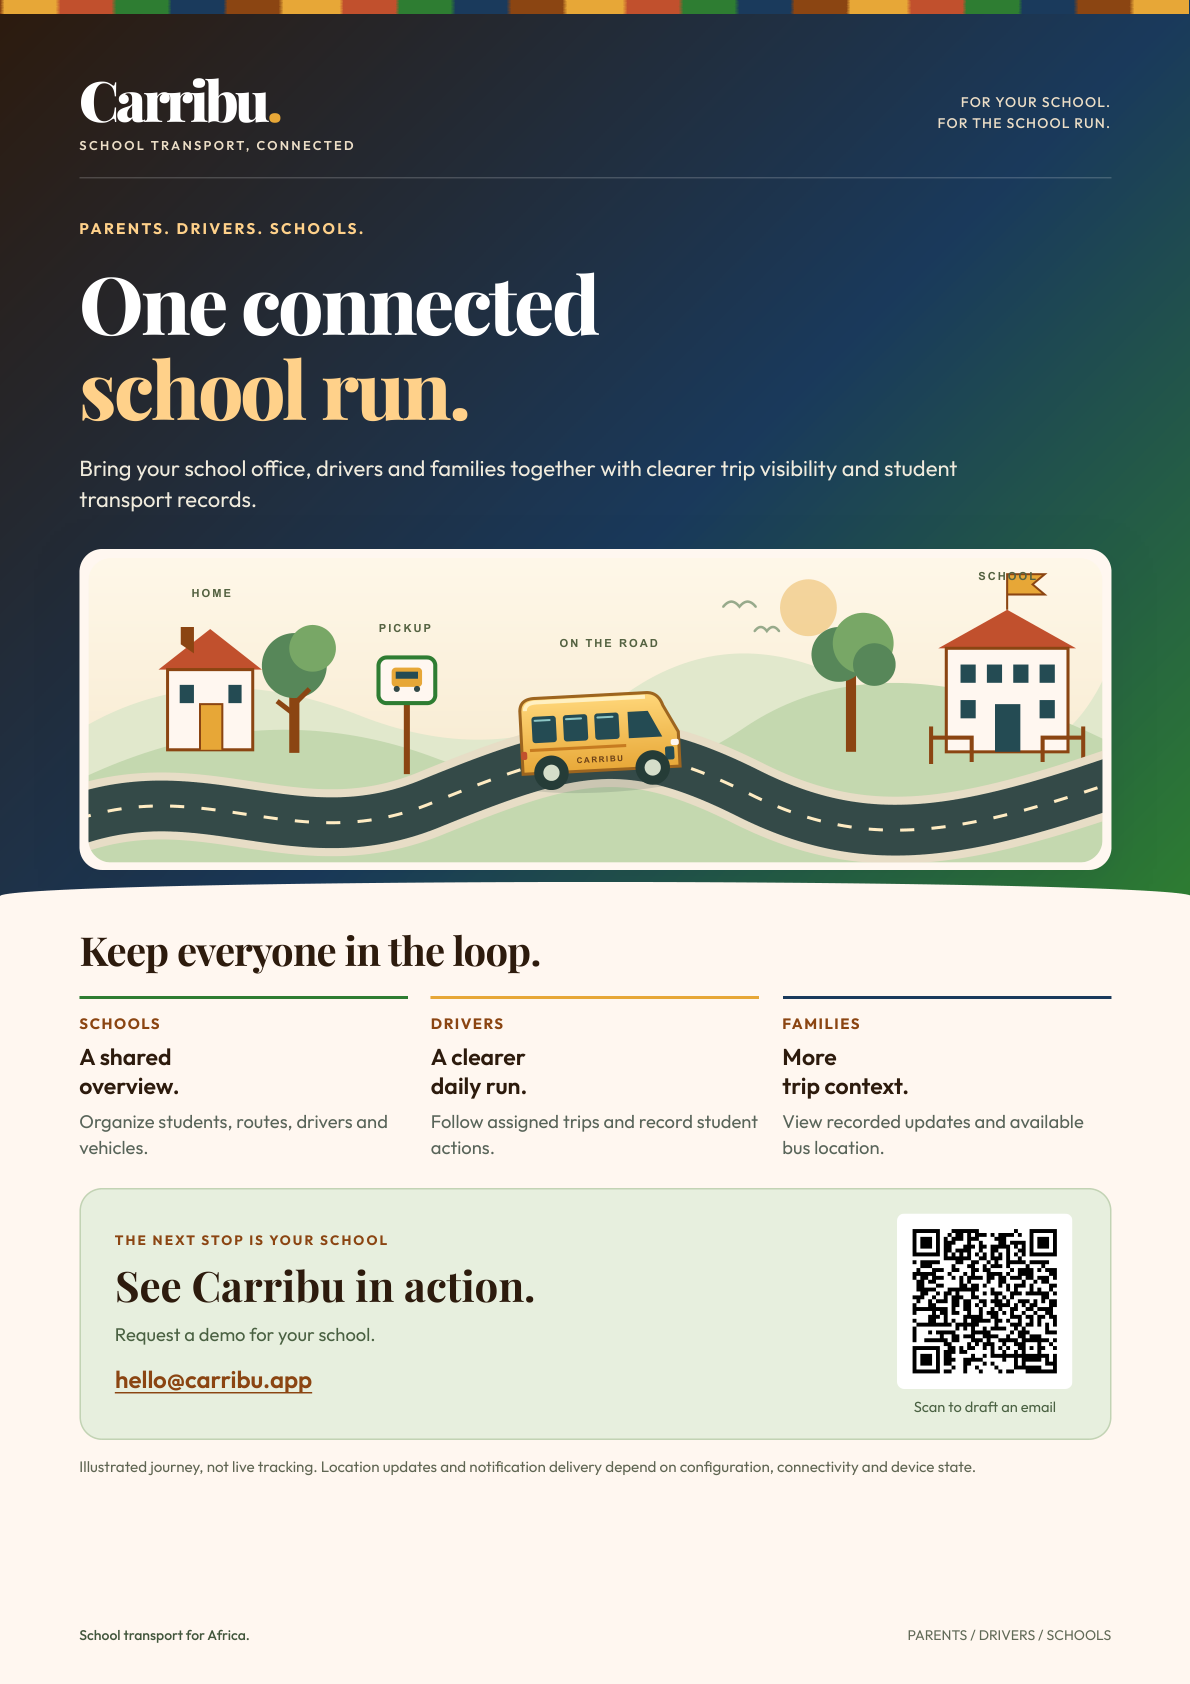 Carribu.
SCHOOL TRANSPORT, CONNECTED
FOR YOUR SCHOOL.
FOR THE SCHOOL RUN.
PARENTS. DRIVERS. SCHOOLS.
One connected
school run.
Bring your school office, drivers and families together with clearer trip visibility and student
transport records.
HOME
PICKUP
ON THE ROAD
SCHOOL
CARRIBU
Keep everyone in the loop.
SCHOOLS
A shared
overview.
Organize students, routes, drivers and
vehicles.
DRIVERS
A clearer
daily run.
Follow assigned trips and record student
actions.
FAMILIES
More
trip context.
View recorded updates and available
bus location.
THE NEXT STOP IS YOUR SCHOOL
See Carribu in action.
Request a demo for your school.
hello@carribu.app
Scan to draft an email
Illustrated journey, not live tracking. Location updates and notification delivery depend on configuration, connectivity and device state.
School transport for Africa.
PARENTS / DRIVERS / SCHOOLS